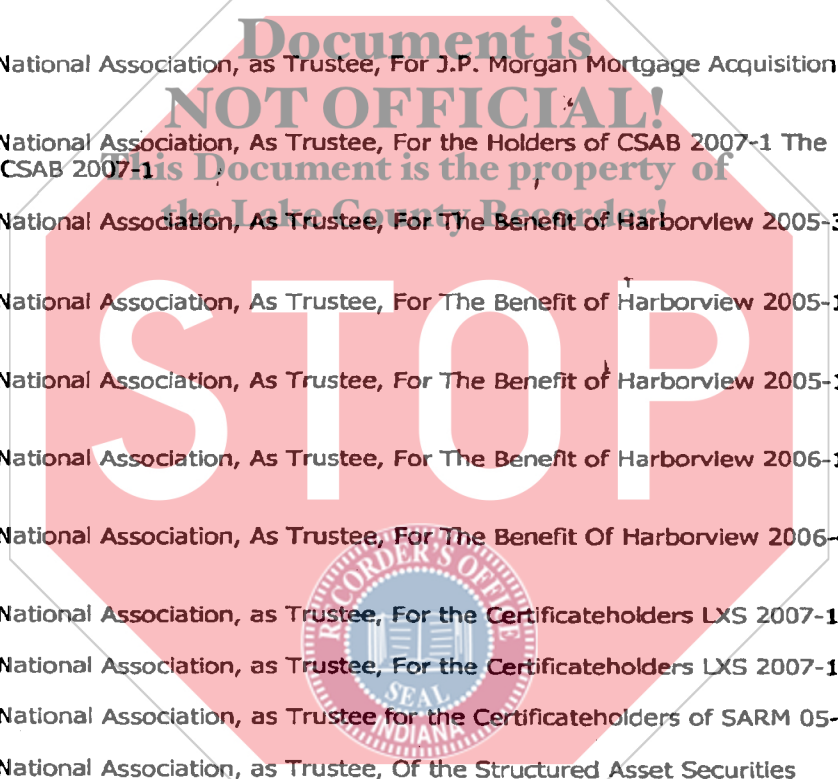 Document is
National Association, as Trustee, For J.P. Morgan Mortgage Acquisition
NOT OFFICIAL!
National Association, As Trustee, For the Holders of CSAB 2007-1 The
CSAB 2007-1
This Document is the property of
the Lake County Recorder!
National Association, As Trustee, For The Benefit of Harborview 2005-3
National Association, As Trustee, For The Benefit of Harborview 2005-1
STOP
National Association, As Trustee, For The Benefit of Harborview 2005-1
National Association, As Trustee, For The Benefit of Harborview 2006-1
National Association, As Trustee, For The Benefit Of Harborview 2006-
RECORDER'S OFFICE
National Association, as Trustee, For the Certificateholders LXS 2007-1
National Association, as Trustee, For the Certificateholders LXS 2007-1
SEAL
National Association, as Trustee for the Certificateholders of SARM 05-
INDIANA
National Association, as Trustee, Of the Structured Asset Securities